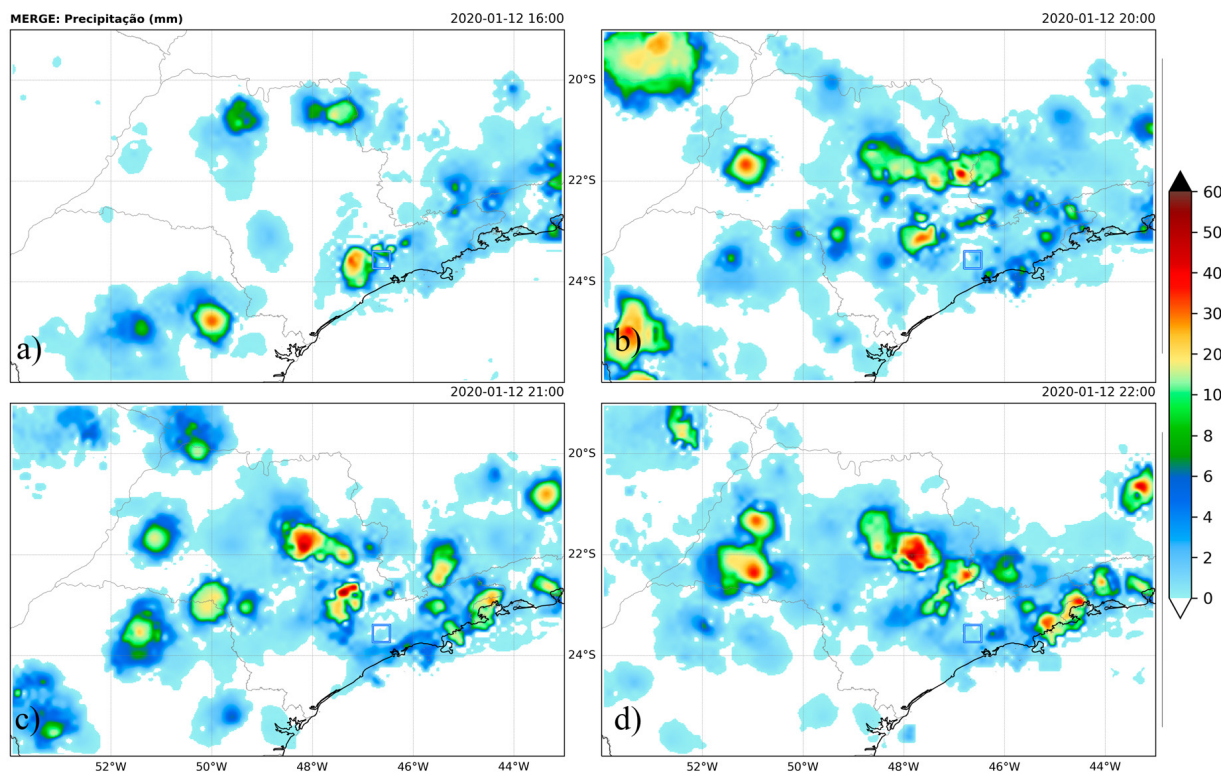 MERGE: Precipitação (mm)
2020-01-12 16:00
2020-01-12 20:00
20°S
22°S
24°S
a)
b)
60
50
40
30
20
10
8
6
4
2
0
2020-01-12 21:00
2020-01-12 22:00
20°S
22°S
24°S
c)
d)
52°W 50°W 48°W 46°W 44°W
52°W 50°W 48°W 46°W 44°W